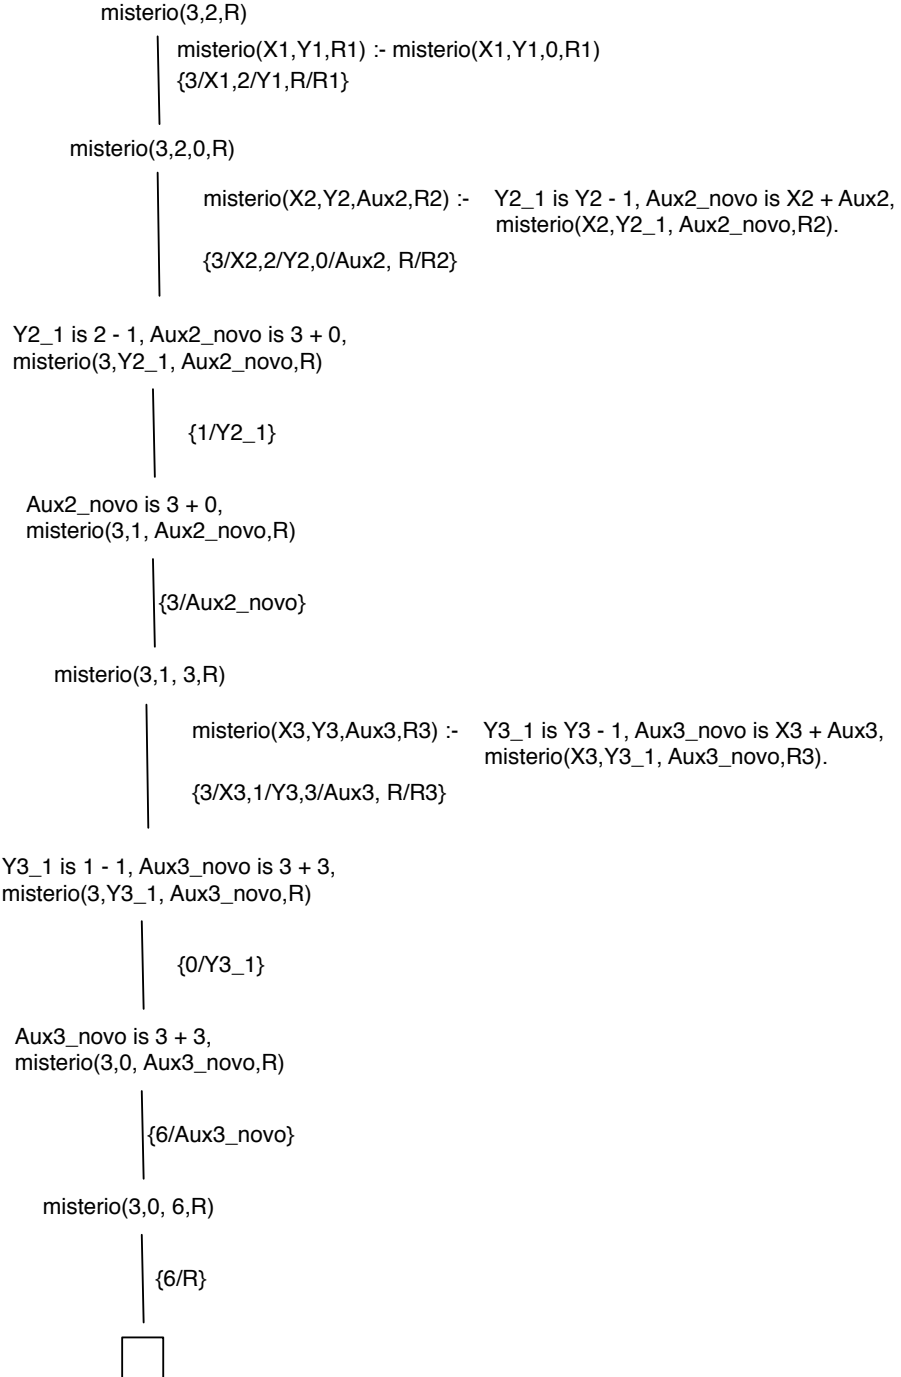 misterio(3,2,R)
misterio(X1,Y1,R1) :- misterio(X1,Y1,0,R1)
{3/X1,2/Y1,R/R1}
misterio(3,2,0,R)
misterio(X2,Y2,Aux2,R2) :- Y2_1 is Y2 - 1, Aux2_novo is X2 + Aux2,
misterio(X2,Y2_1, Aux2_novo,R2).
{3/X2,2/Y2,0/Aux2, R/R2}
Y2_1 is 2 - 1, Aux2_novo is 3 + 0,
misterio(3,Y2_1, Aux2_novo,R)
{1/Y2_1}
Aux2_novo is 3 + 0,
misterio(3,1, Aux2_novo,R)
{3/Aux2_novo}
misterio(3,1, 3,R)
misterio(X3,Y3,Aux3,R3) :- Y3_1 is Y3 - 1, Aux3_novo is X3 + Aux3,
misterio(X3,Y3_1, Aux3_novo,R3).
{3/X3,1/Y3,3/Aux3, R/R3}
Y3_1 is 1 - 1, Aux3_novo is 3 + 3,
misterio(3,Y3_1, Aux3_novo,R)
{0/Y3_1}
Aux3_novo is 3 + 3,
misterio(3,0, Aux3_novo,R)
{6/Aux3_novo}
misterio(3,0, 6,R)
{6/R}